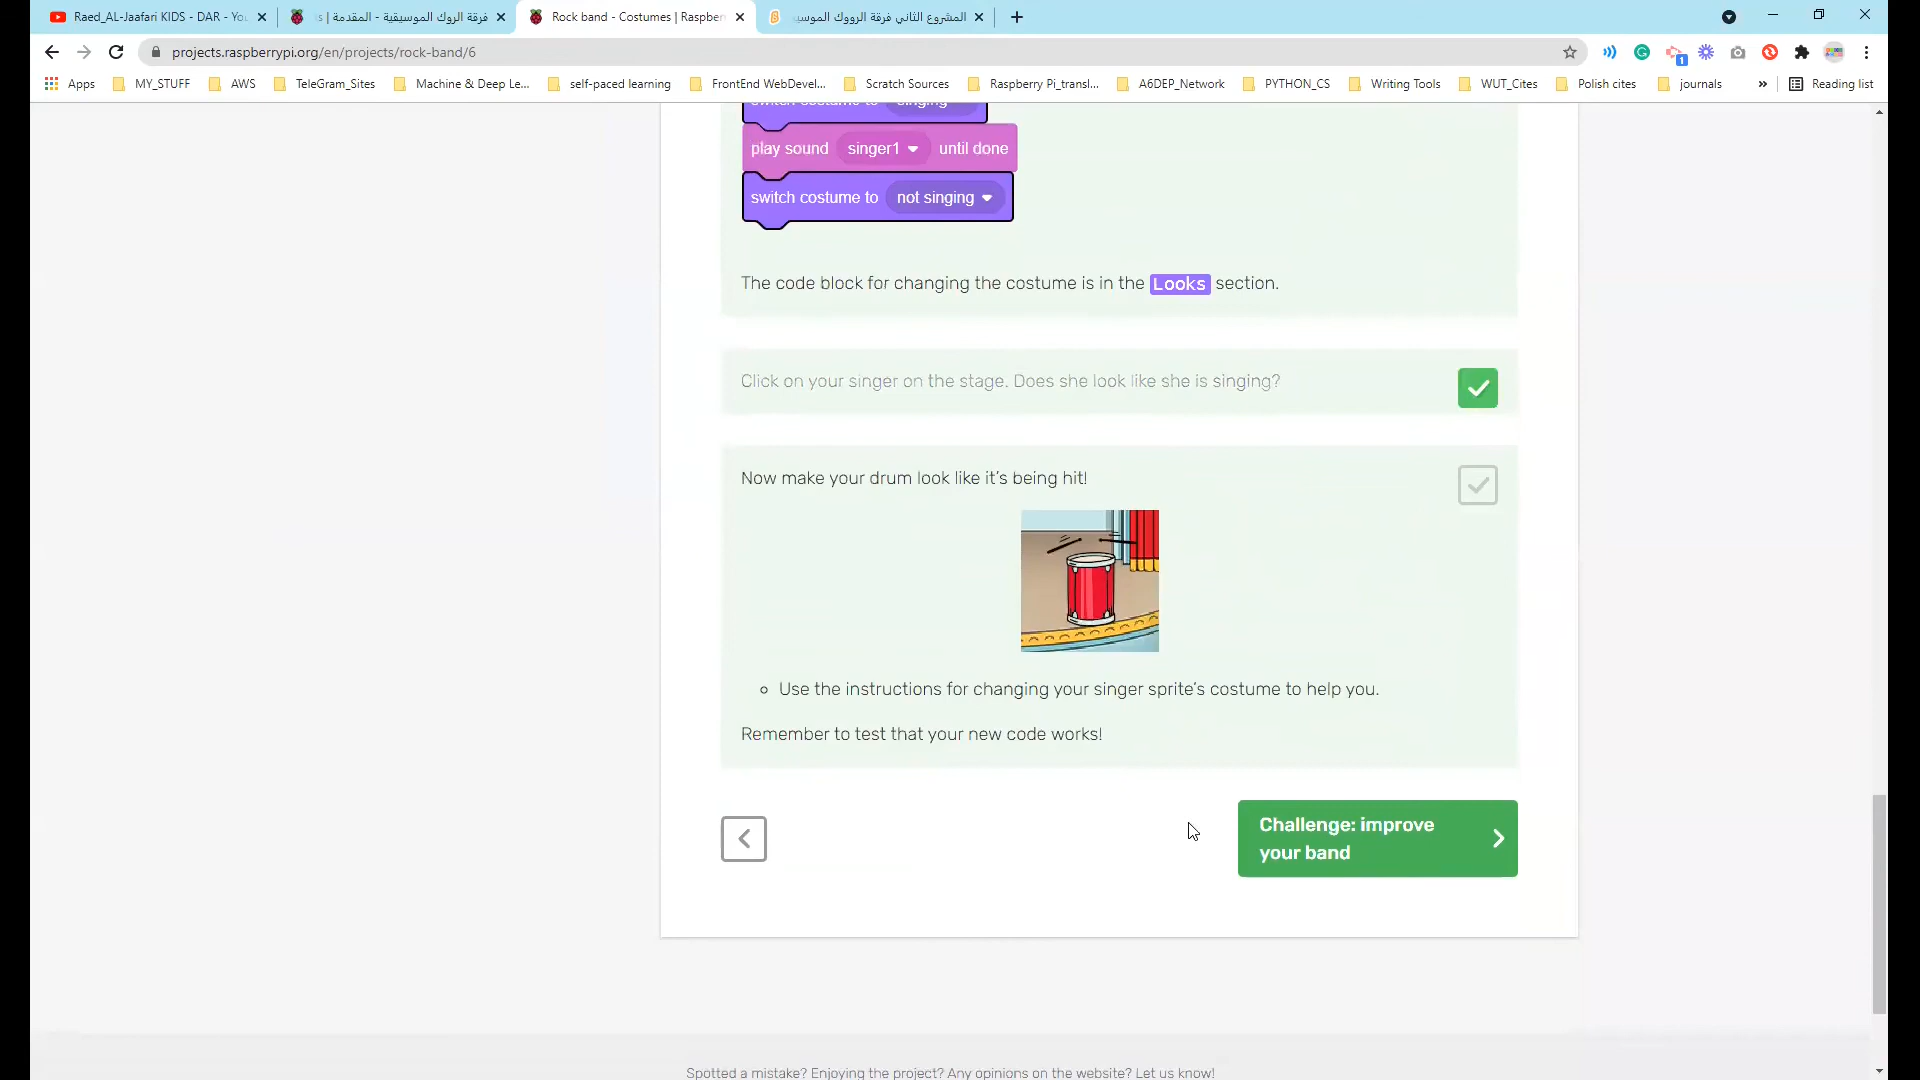 Raed_AL-Jaafari KIDS - DAR - You
فرقة الروك الموسيقية - المقدمة | s
Rock band - Costumes | Raspber
المشروع الثاني فرقة الرووك الموسي
projects.raspberrypi.org/en/projects/rock-band/6
1
Apps
MY_STUFF
AWS
TeleGram_Sites
Machine & Deep Le...
self-paced learning
FrontEnd WebDevel...
Scratch Sources
Raspberry Pi_transl...
A6DEP_Network
PYTHON_CS
Writing Tools
WUT_Cites
Polish cites
journals
»
Reading list
switch costume to singing
play sound singer1 until done
switch costume to not singing
The code block for changing the costume is in the Looks section.
Click on your singer on the stage. Does she look like she is singing?
Now make your drum look like it's being hit!
Use the instructions for changing your singer sprite's costume to help you.
Remember to test that your new code works!
Challenge: improve
your band
Spotted a mistake? Enjoying the project? Any opinions on the website? Let us know!